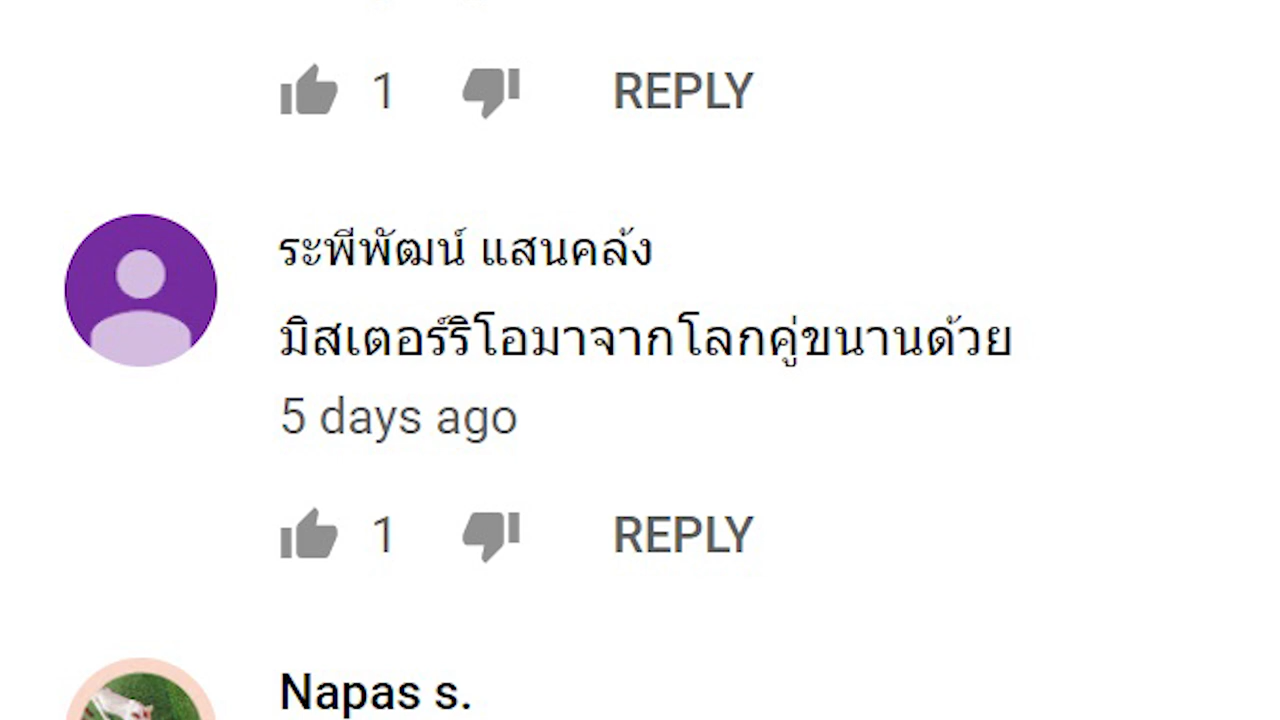 1 REPLY
ระพีพัฒน์ แสนคลัง
มิสเตอร์ริโอมาจากโลกคู่ขนานด้วย
5 days ago
1 REPLY
Napas s.